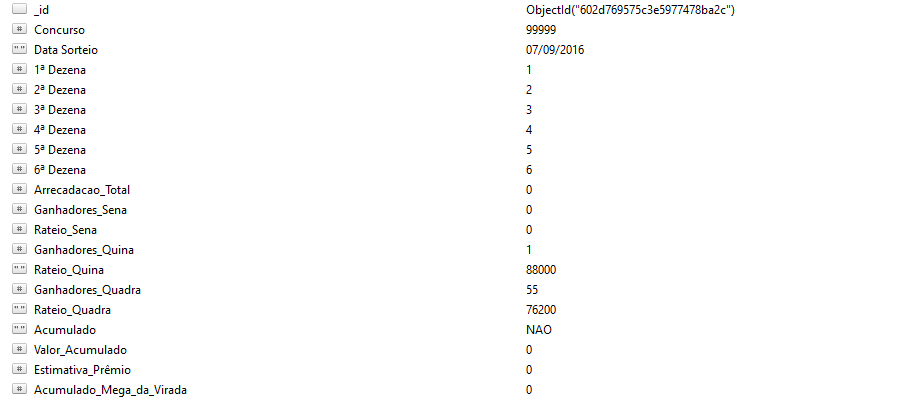 _id ObjectId("602d769575c3e5977478ba2c")
# Concurso 99999
"" Data Sorteio 07/09/2016
# 1ª Dezena 1
# 2ª Dezena 2
# 3ª Dezena 3
# 4ª Dezena 4
# 5ª Dezena 5
# 6ª Dezena 6
# Arrecadacao_Total 0
# Ganhadores_Sena 0
# Rateio_Sena 0
# Ganhadores_Quina 1
"" Rateio_Quina 88000
# Ganhadores_Quadra 55
"" Rateio_Quadra 76200
"" Acumulado NAO
# Valor_Acumulado 0
# Estimativa_Prêmio 0
# Acumulado_Mega_da_Virada 0